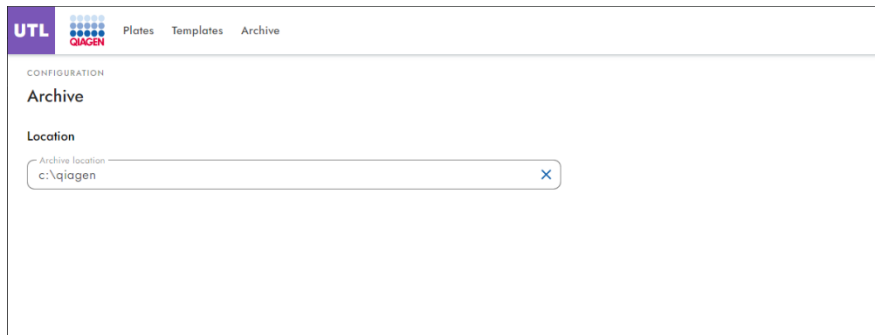 UTL QIAGEN Plates Templates Archive
CONFIGURATION
Archive
Location
Archive location
c:\qiagen